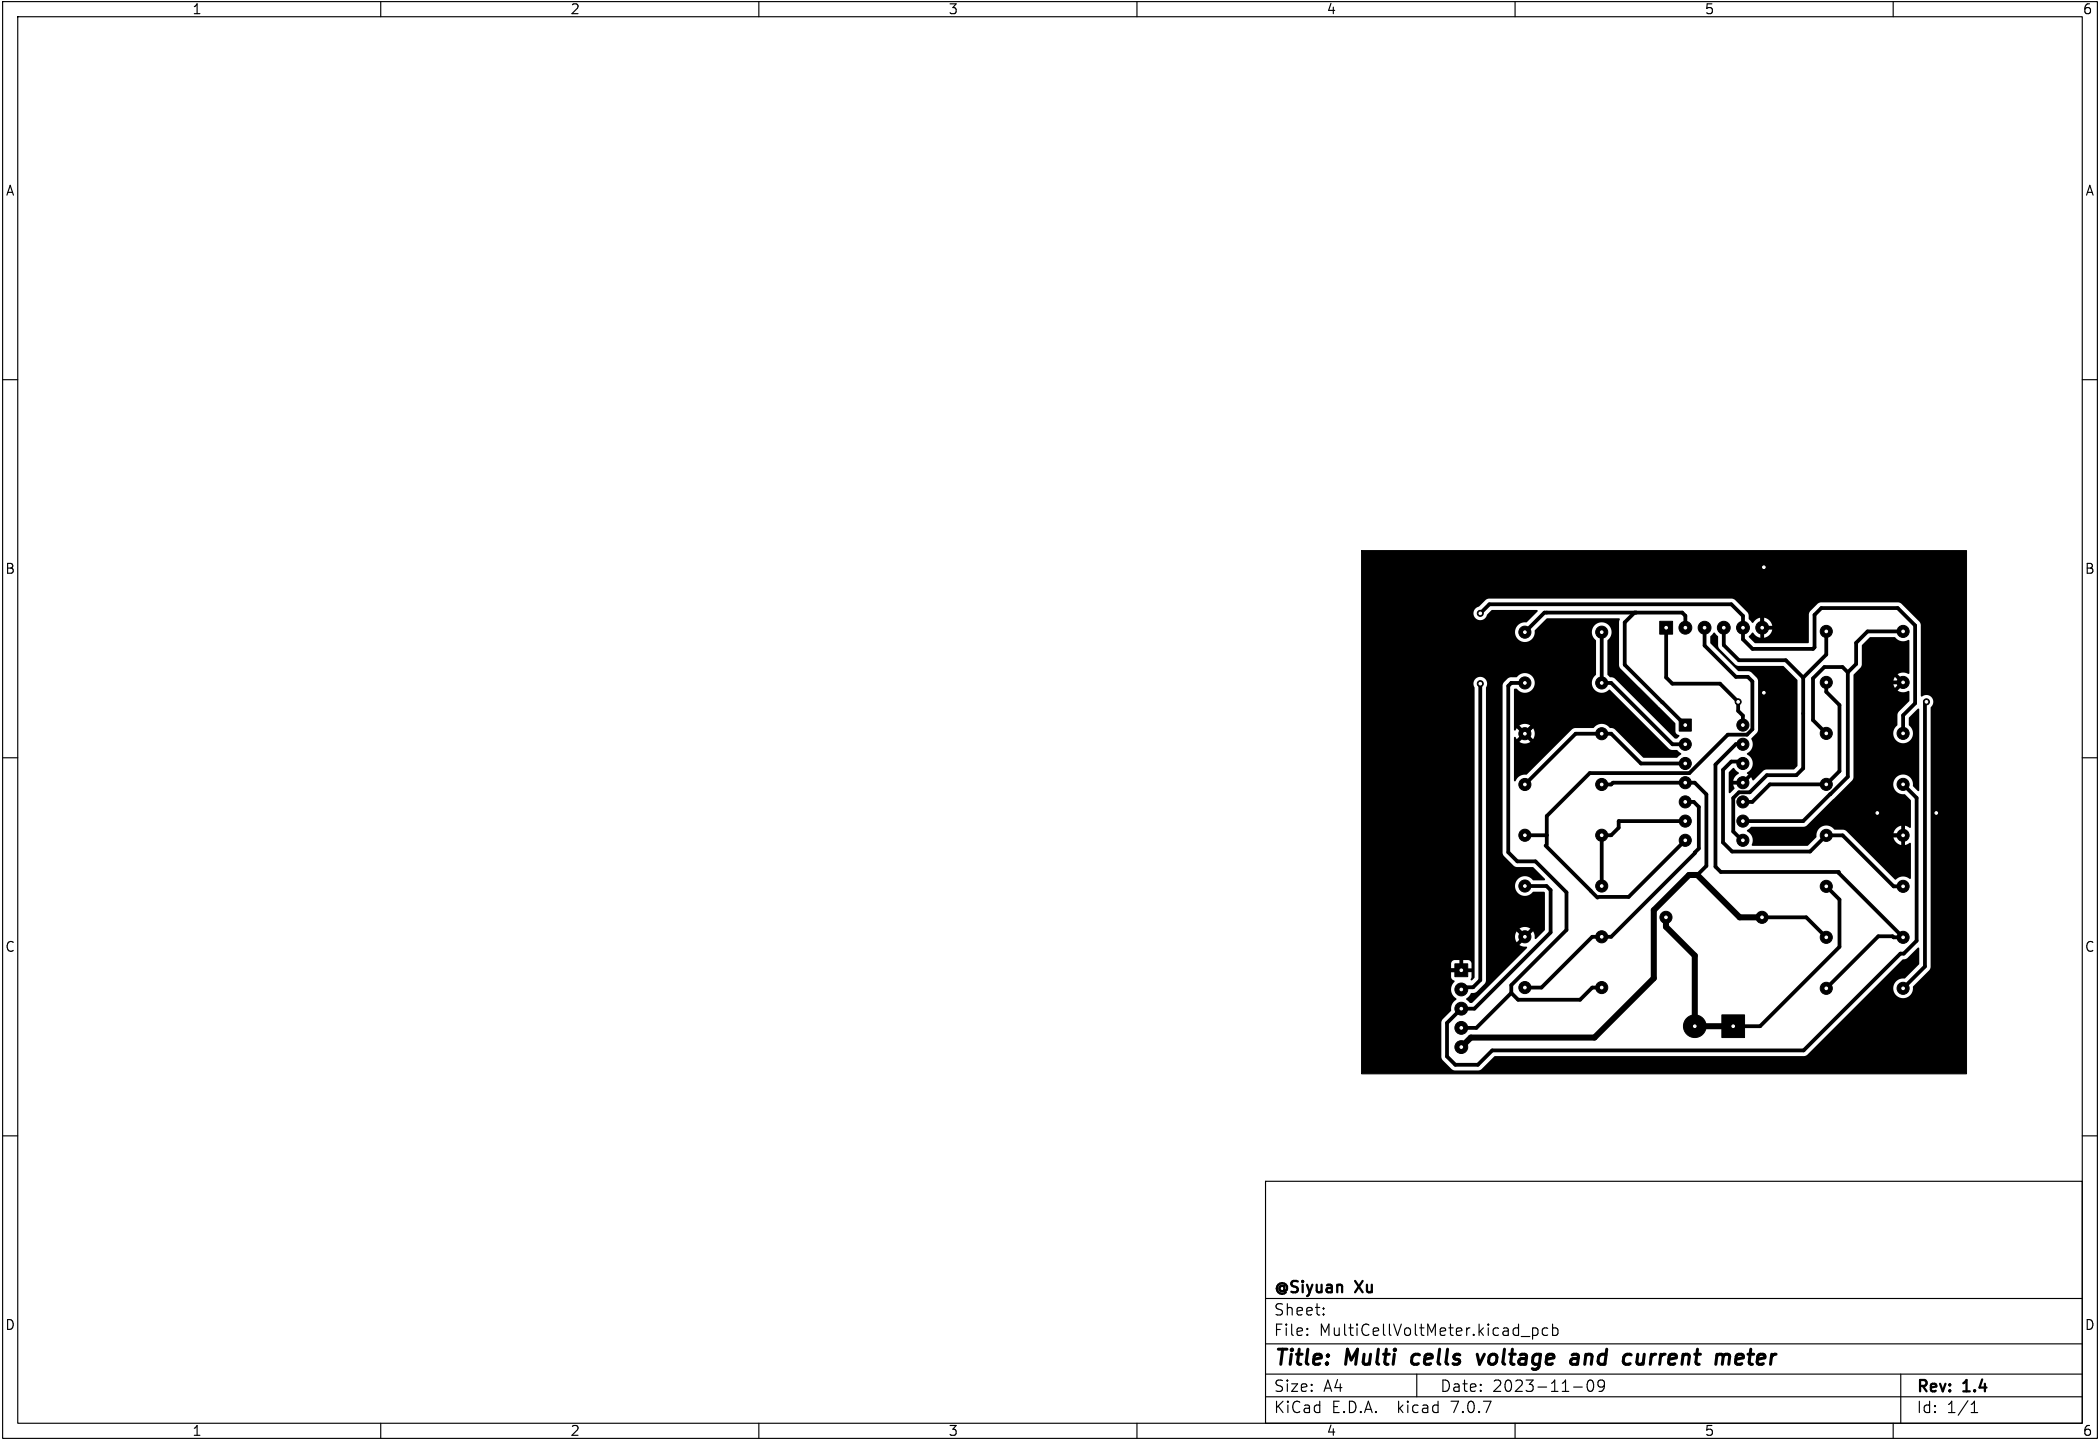 1 2 3 4 5 6
A A
B B
C C
@Siyuan Xu
Sheet:
File: MultiCellVoltMeter.kicad_pcb
D D
Title: Multi cells voltage and current meter
Size: A4 Date: 2023-11-09 Rev: 1.4
KiCad E.D.A. kicad 7.0.7 Id: 1/1
1 2 3 4 5 6